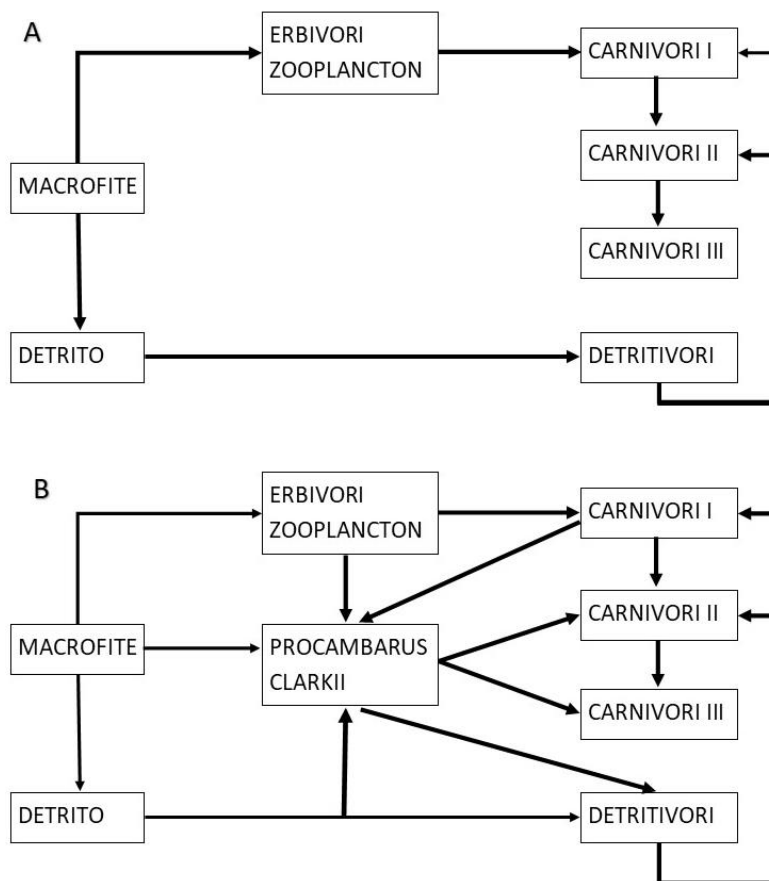 A
ERBIVORI
ZOOPLANCTON
CARNIVORI I
CARNIVORI II
MACROFITE
CARNIVORI III
DETRITO
DETRITIVORI
B
ERBIVORI
ZOOPLANCTON
CARNIVORI I
CARNIVORI II
MACROFITE
PROCAMBARUS
CLARKII
CARNIVORI III
DETRITO
DETRITIVORI